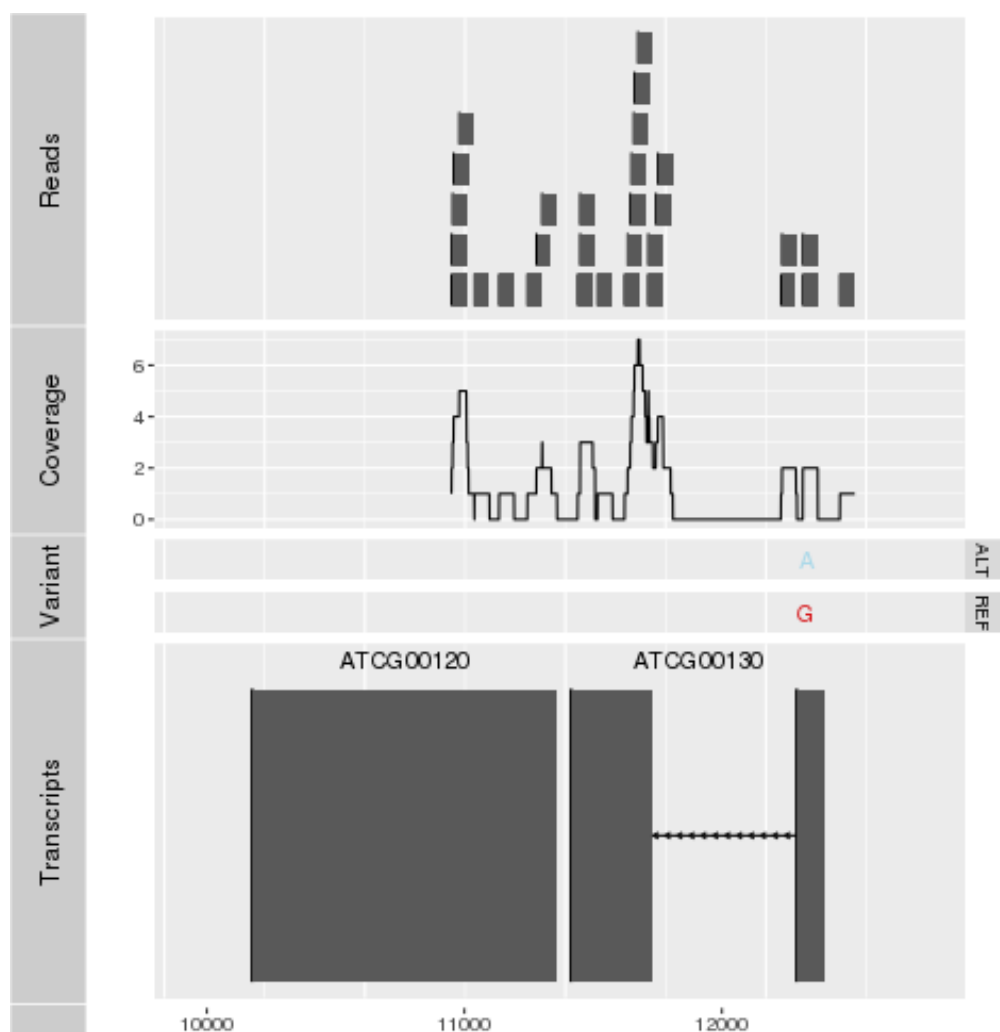 Reads
Coverage
6
4
2
0
Variant
A
ALT
G
REF
Transcripts
ATCG00120
ATCG00130
10000
11000
12000